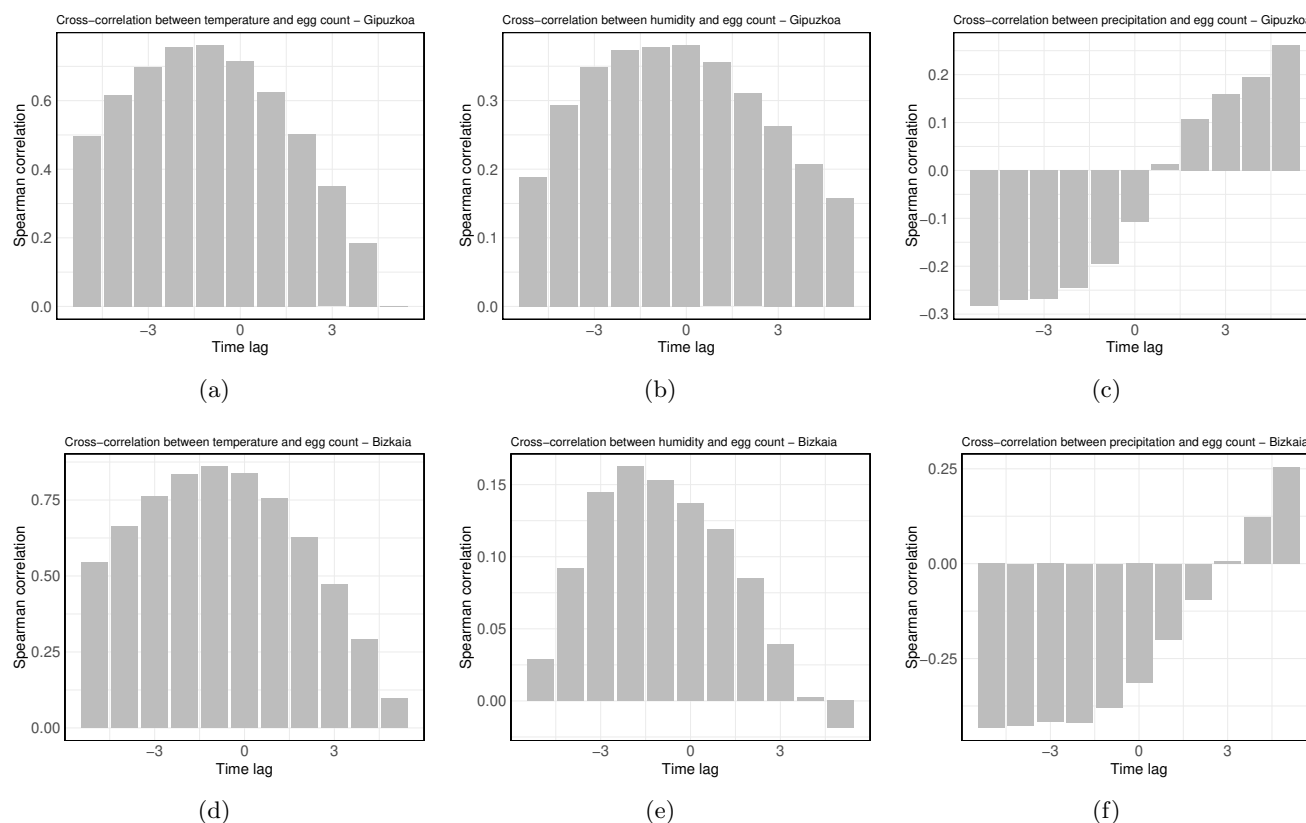 Cross−correlation between temperature and egg count − Gipuzkoa
Cross−correlation between humidity and egg count − Gipuzkoa
Cross−correlation between precipitation and egg count − Gipuzkoa
Spearman correlation
0.6
0.4
0.2
0.0
−3 0 3
Time lag
(a)
Spearman correlation
0.3
0.2
0.1
0.0
−3 0 3
Time lag
(b)
Spearman correlation
0.2
0.1
0.0
−0.1
−0.2
−0.3
−3 0 3
Time lag
(c)
Cross−correlation between temperature and egg count − Bizkaia
Cross−correlation between humidity and egg count − Bizkaia
Cross−correlation between precipitation and egg count − Bizkaia
Spearman correlation
0.75
0.50
0.25
0.00
−3 0 3
Time lag
(d)
Spearman correlation
0.15
0.10
0.05
0.00
−3 0 3
Time lag
(e)
Spearman correlation
0.25
0.00
−0.25
−3 0 3
Time lag
(f)